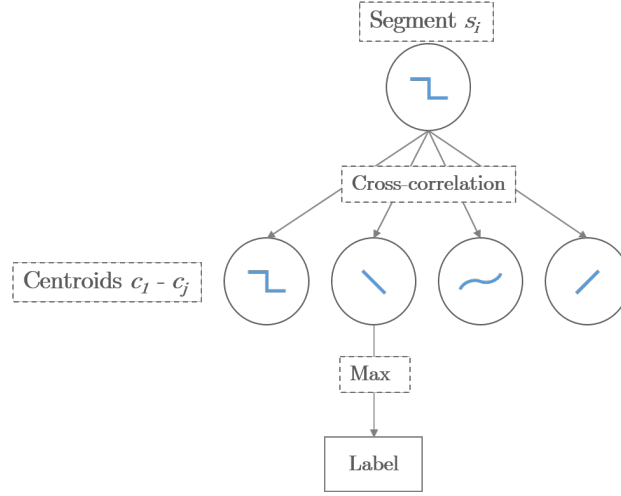 Segment s_i
Cross-correlation
Centroids c_1 - c_j
Max
Label